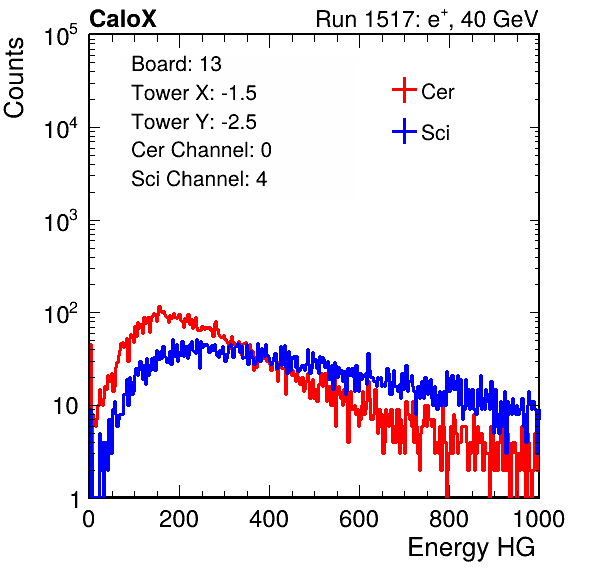 CaloX Run 1517: e⁺, 40 GeV
Counts
10⁵
10⁴
10³
10²
10
1
Board: 13
Tower X: -1.5
Tower Y: -2.5
Cer Channel: 0
Sci Channel: 4
Cer
Sci
0 200 400 600 800 1000
Energy HG